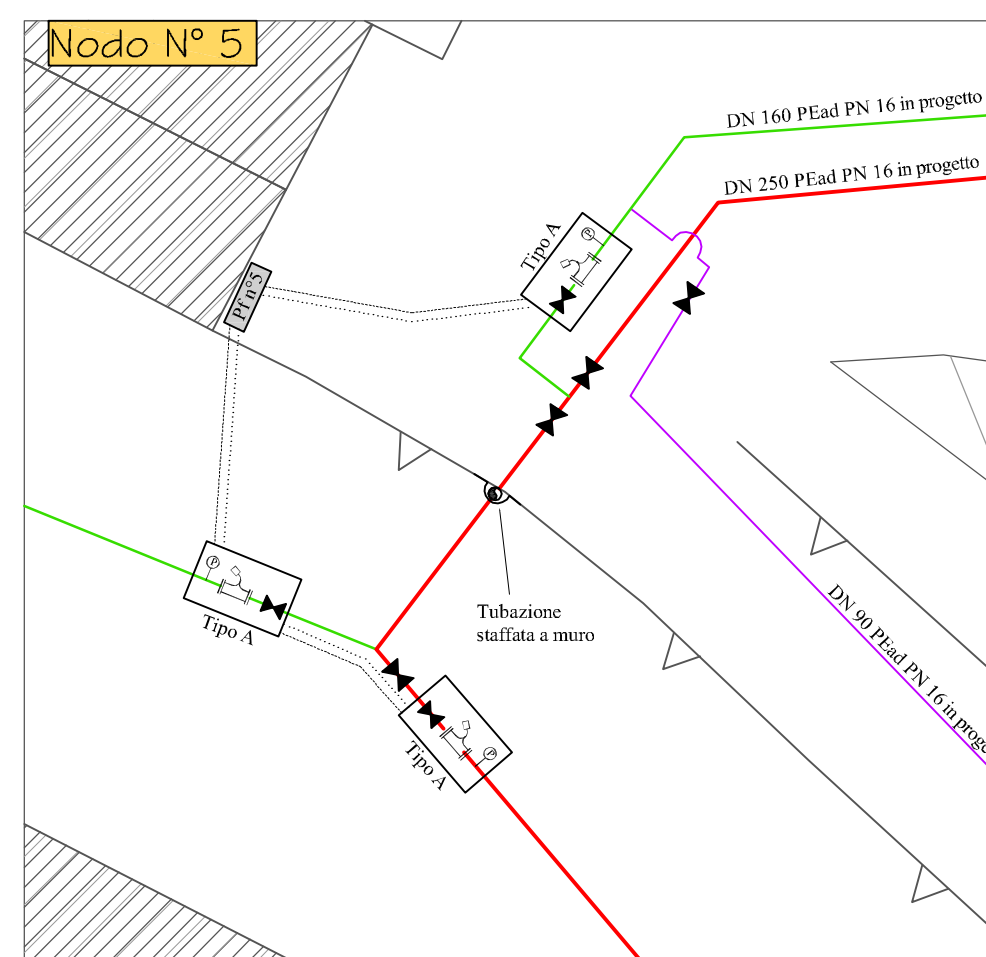 Nodo N° 5
DN 160 PEad PN 16 in progetto
DN 250 PEad PN 16 in progetto
Tipo A
P
Pf n°5
P
Tipo A
Tubazione
staffata a muro
DN 90 PEad PN 16 in proge
P
Tipo A